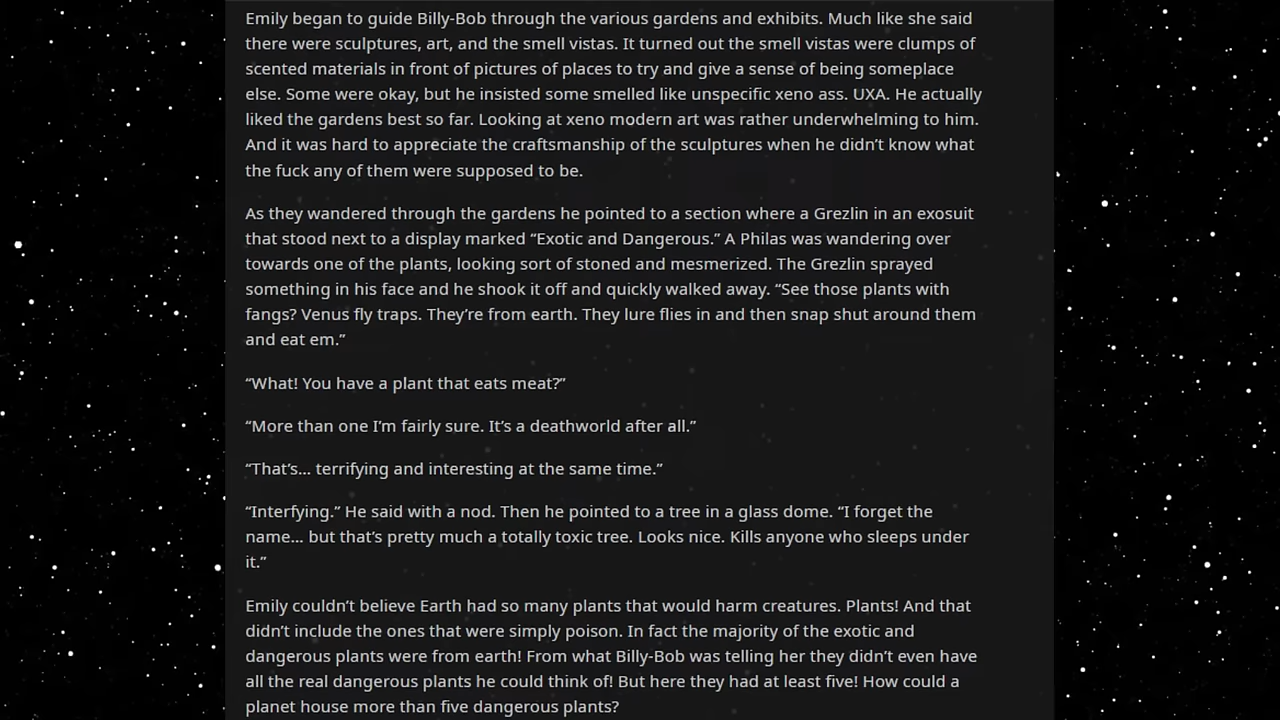 Emily began to guide Billy-Bob through the various gardens and exhibits. Much like she said
there were sculptures, art, and the smell vistas. It turned out the smell vistas were clumps of
scented materials in front of pictures of places to try and give a sense of being someplace
else. Some were okay, but he insisted some smelled like unspecific xeno ass. UXA. He actually
liked the gardens best so far. Looking at xeno modern art was rather underwhelming to him.
And it was hard to appreciate the craftsmanship of the sculptures when he didn’t know what
the fuck any of them were supposed to be.
As they wandered through the gardens he pointed to a section where a Grezlin in an exosuit
that stood next to a display marked “Exotic and Dangerous.” A Philas was wandering over
towards one of the plants, looking sort of stoned and mesmerized. The Grezlin sprayed
something in his face and he shook it off and quickly walked away. “See those plants with
fangs? Venus fly traps. They’re from earth. They lure flies in and then snap shut around them
and eat em.”
“What! You have a plant that eats meat?”
“More than one I’m fairly sure. It’s a deathworld after all.”
“That’s... terrifying and interesting at the same time.”
“Interfying.” He said with a nod. Then he pointed to a tree in a glass dome. “I forget the
name... but that’s pretty much a totally toxic tree. Looks nice. Kills anyone who sleeps under
it.”
Emily couldn’t believe Earth had so many plants that would harm creatures. Plants! And that
didn’t include the ones that were simply poison. In fact the majority of the exotic and
dangerous plants were from earth! From what Billy-Bob was telling her they didn’t even have
all the real dangerous plants he could think of! But here they had at least five! How could a
planet house more than five dangerous plants?